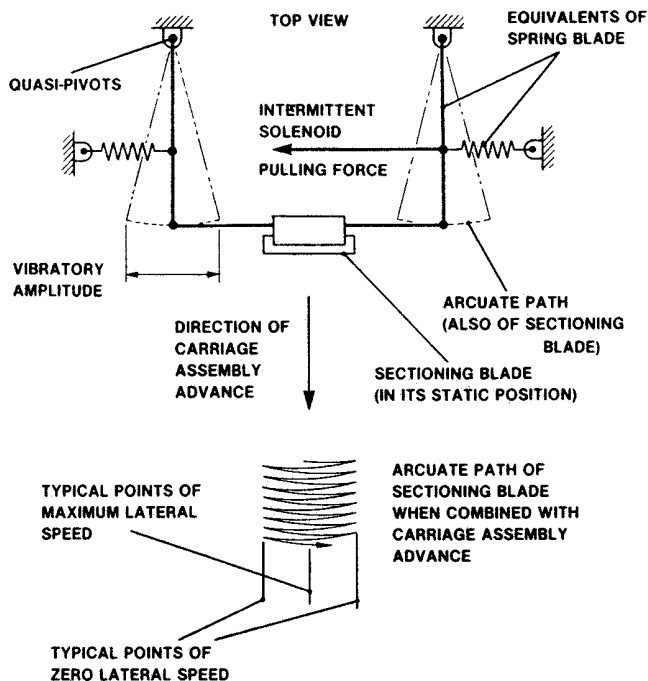 TOP VIEW
EQUIVALENTS OF
SPRING BLADE
QUASI-PIVOTS
INTERMITTENT
SOLENOID
PULLING FORCE
VIBRATORY
AMPLITUDE
ARCUATE PATH
(ALSO OF SECTIONING
BLADE)
DIRECTION OF
CARRIAGE
ASSEMBLY
ADVANCE
SECTIONING BLADE
(IN ITS STATIC POSITION)
TYPICAL POINTS OF
MAXIMUM LATERAL
SPEED
ARCUATE PATH OF
SECTIONING BLADE
WHEN COMBINED WITH
CARRIAGE ASSEMBLY
ADVANCE
TYPICAL POINTS OF
ZERO LATERAL SPEED